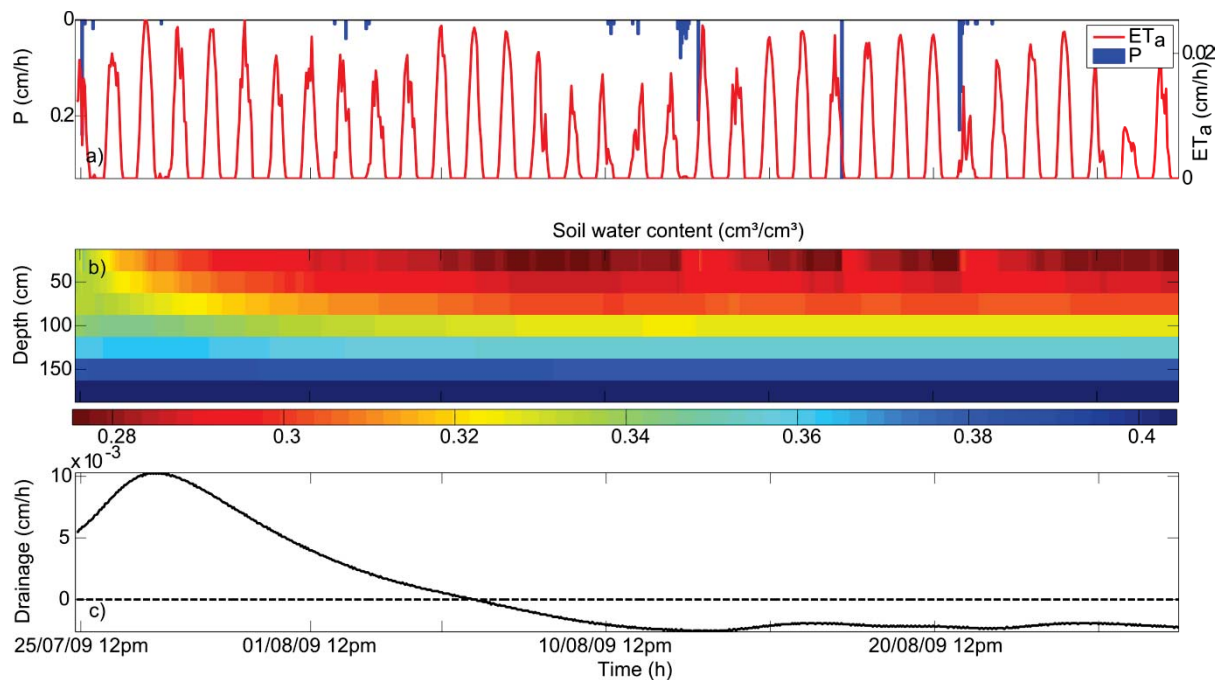 0
0.2
P (cm/h)
a)
ETa
P
0.02
0
ETa (cm/h)
Soil water content (cm³/cm³)
b)
50
100
150
Depth (cm)
0.28 0.3 0.32 0.34 0.36 0.38 0.4
x 10-3
10
5
0
Drainage (cm/h)
c)
25/07/09 12pm 01/08/09 12pm 10/08/09 12pm 20/08/09 12pm
Time (h)